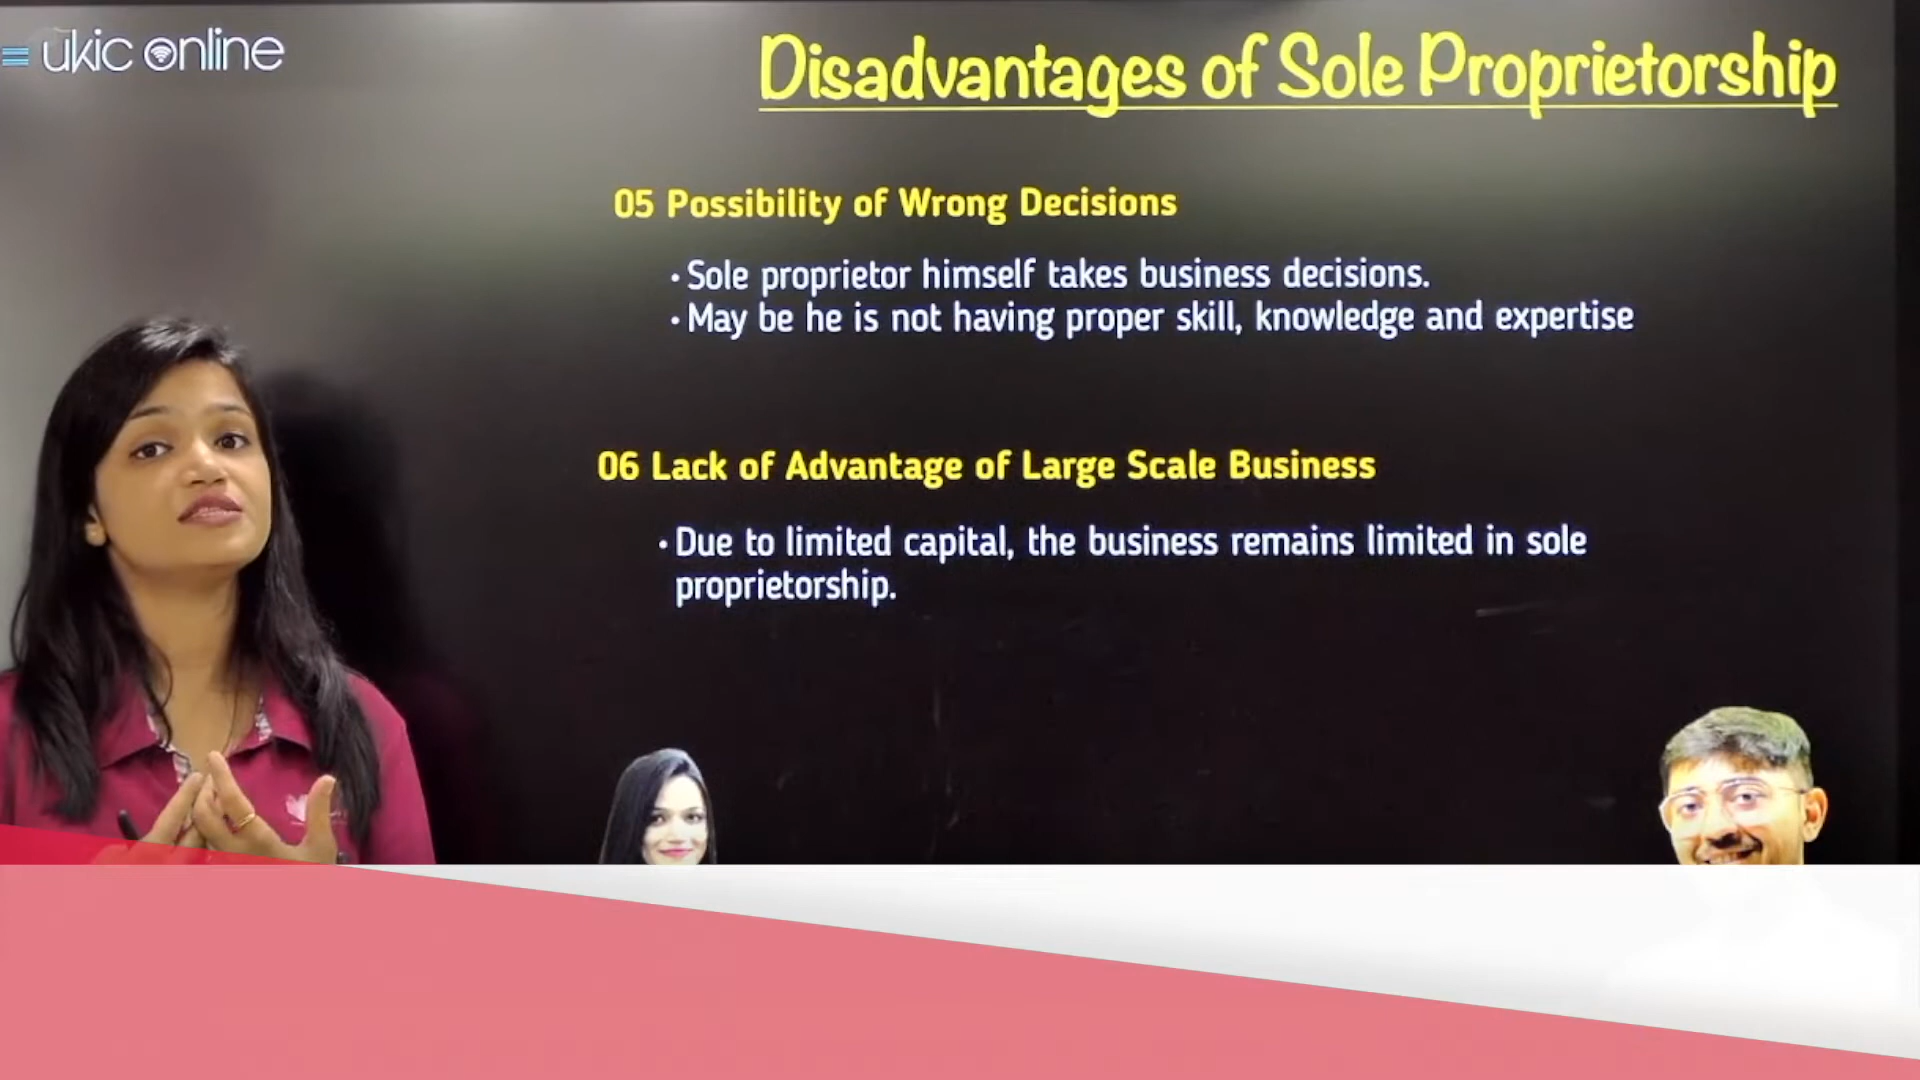 ukic online
Disadvantages of Sole Proprietorship
05 Possibility of Wrong Decisions
• Sole proprietor himself takes business decisions.
• May be he is not having proper skill, knowledge and expertise
06 Lack of Advantage of Large Scale Business
• Due to limited capital, the business remains limited in sole
proprietorship.